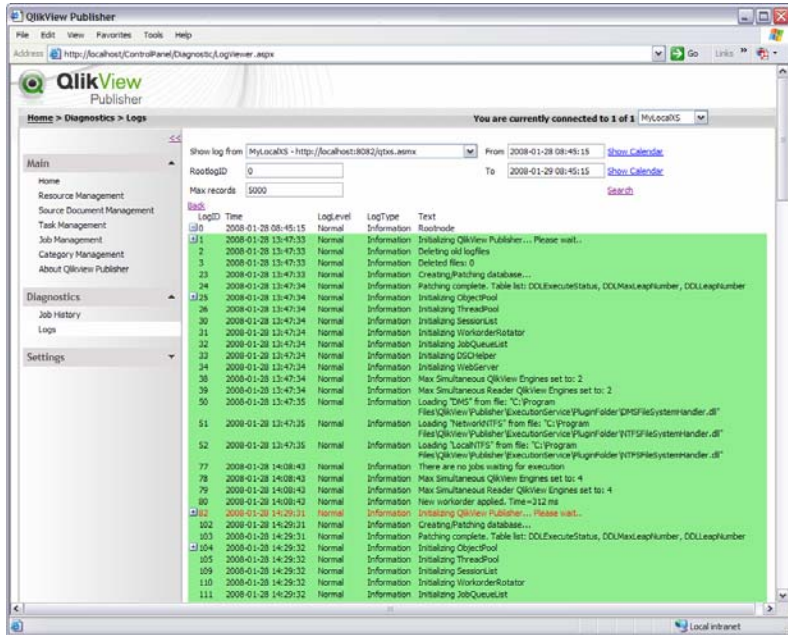 QlikView Publisher
File Edit View Favorites Tools Help
Address http://localhost/ControlPanel/Diagnostic/LogViewer.aspx Go Links »
QlikView
Publisher
Home > Diagnostics > Logs You are currently connected to 1 of 1 MyLocalXS
<<
Show log from MyLocalXS - http://localhost:8082/qtxs.asmx From 2008-01-28 08:45:15 Show Calendar
RootlogID 0 To 2008-01-29 08:45:15 Show Calendar
Max records 5000 Search
Back
Main
Home
Resource Management
Source Document Management
Task Management
Job Management
Category Management
About Qlikview Publisher
Diagnostics
Job History
Logs
Settings
LogID Time LogLevel LogType Text
0 2008-01-28 08:45:15 Normal Information Rootnode
1 2008-01-28 13:47:33 Normal Information Initializing QlikView Publisher... Please wait..
2 2008-01-28 13:47:33 Normal Information Deleting old logfiles
3 2008-01-28 13:47:33 Normal Information Deleted files: 0
23 2008-01-28 13:47:33 Normal Information Creating/Patching database...
24 2008-01-28 13:47:34 Normal Information Patching complete. Table list: DDLExecuteStatus, DDLMaxLeapNumber, DDLLeapNumber
25 2008-01-28 13:47:34 Normal Information Initializing ObjectPool
26 2008-01-28 13:47:34 Normal Information Initializing ThreadPool
30 2008-01-28 13:47:34 Normal Information Initializing SessionList
31 2008-01-28 13:47:34 Normal Information Initializing WorkorderRotator
32 2008-01-28 13:47:34 Normal Information Initializing JobQueueList
33 2008-01-28 13:47:34 Normal Information Initializing DSCHelper
34 2008-01-28 13:47:34 Normal Information Initializing WebServer
38 2008-01-28 13:47:34 Normal Information Max Simultaneous QlikView Engines set to: 2
39 2008-01-28 13:47:34 Normal Information Max Simultaneous Reader QlikView Engines set to: 2
50 2008-01-28 13:47:35 Normal Information Loading "DMS" from file: "C:\Program
Files\QlikView\Publisher\ExecutionService\PluginFolder\DMSFileSystemHandler.dll"
51 2008-01-28 13:47:35 Normal Information Loading "NetworkNTFS" from file: "C:\Program
Files\QlikView\Publisher\ExecutionService\PluginFolder\NTFSFileSystemHandler.dll"
52 2008-01-28 13:47:35 Normal Information Loading "LocalNTFS" from file: "C:\Program
Files\QlikView\Publisher\ExecutionService\PluginFolder\NTFSFileSystemHandler.dll"
77 2008-01-28 14:08:43 Normal Information There are no jobs waiting for execution
78 2008-01-28 14:08:43 Normal Information Max Simultaneous QlikView Engines set to: 4
79 2008-01-28 14:08:43 Normal Information Max Simultaneous Reader QlikView Engines set to: 4
80 2008-01-28 14:08:43 Normal Information New workorder applied. Time=312 ms
82 2008-01-28 14:29:31 Normal Information Initializing QlikView Publisher... Please wait..
102 2008-01-28 14:29:31 Normal Information Creating/Patching database...
103 2008-01-28 14:29:31 Normal Information Patching complete. Table list: DDLExecuteStatus, DDLMaxLeapNumber, DDLLeapNumber
104 2008-01-28 14:29:32 Normal Information Initializing ObjectPool
105 2008-01-28 14:29:32 Normal Information Initializing ThreadPool
109 2008-01-28 14:29:32 Normal Information Initializing SessionList
110 2008-01-28 14:29:32 Normal Information Initializing WorkorderRotator
111 2008-01-28 14:29:32 Normal Information Initializing JobQueueList
Local intranet